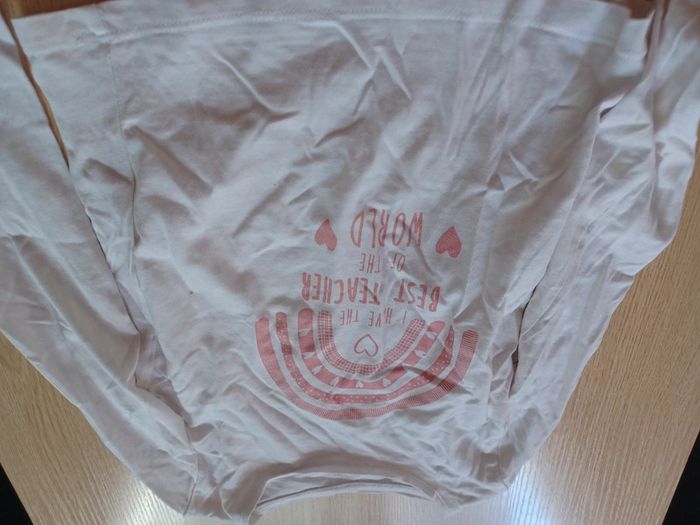 I HAVE THE
BEST TEACHER
OF THE
WORLD